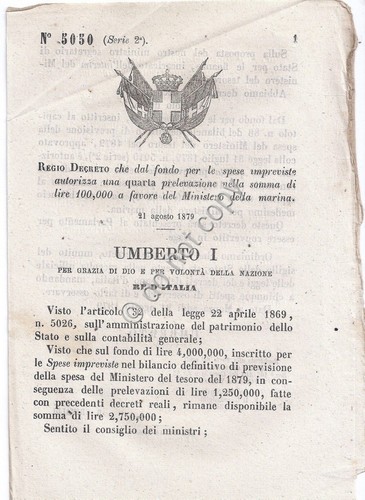 N° 5050 (Serie 2ª). 1
REGIO DECRETO che dal fondo per le spese impreviste
autorizza una quarta prelevazione nella somma di
lire 100,000 a favore del Ministero della marina.
21 agosto 1879
UMBERTO I
PER GRAZIA DI DIO E PER VOLONTÀ DELLA NAZIONE
RE D'ITALIA
Visto l'articolo 32 della legge 22 aprile 1869,
n. 5026, sull'amministrazione del patrimonio dello
Stato e sulla contabilità generale;
Visto che sul fondo di lire 4,000,000, inscritto per
le Spese impreviste nel bilancio definitivo di previsione
della spesa del Ministero del tesoro del 1879, in con-
seguenza delle prelevazioni di lire 1,250,000, fatte
con precedenti decreti reali, rimane disponibile la
somma di lire 2,750,000;
Sentito il consiglio dei ministri;
do not copy